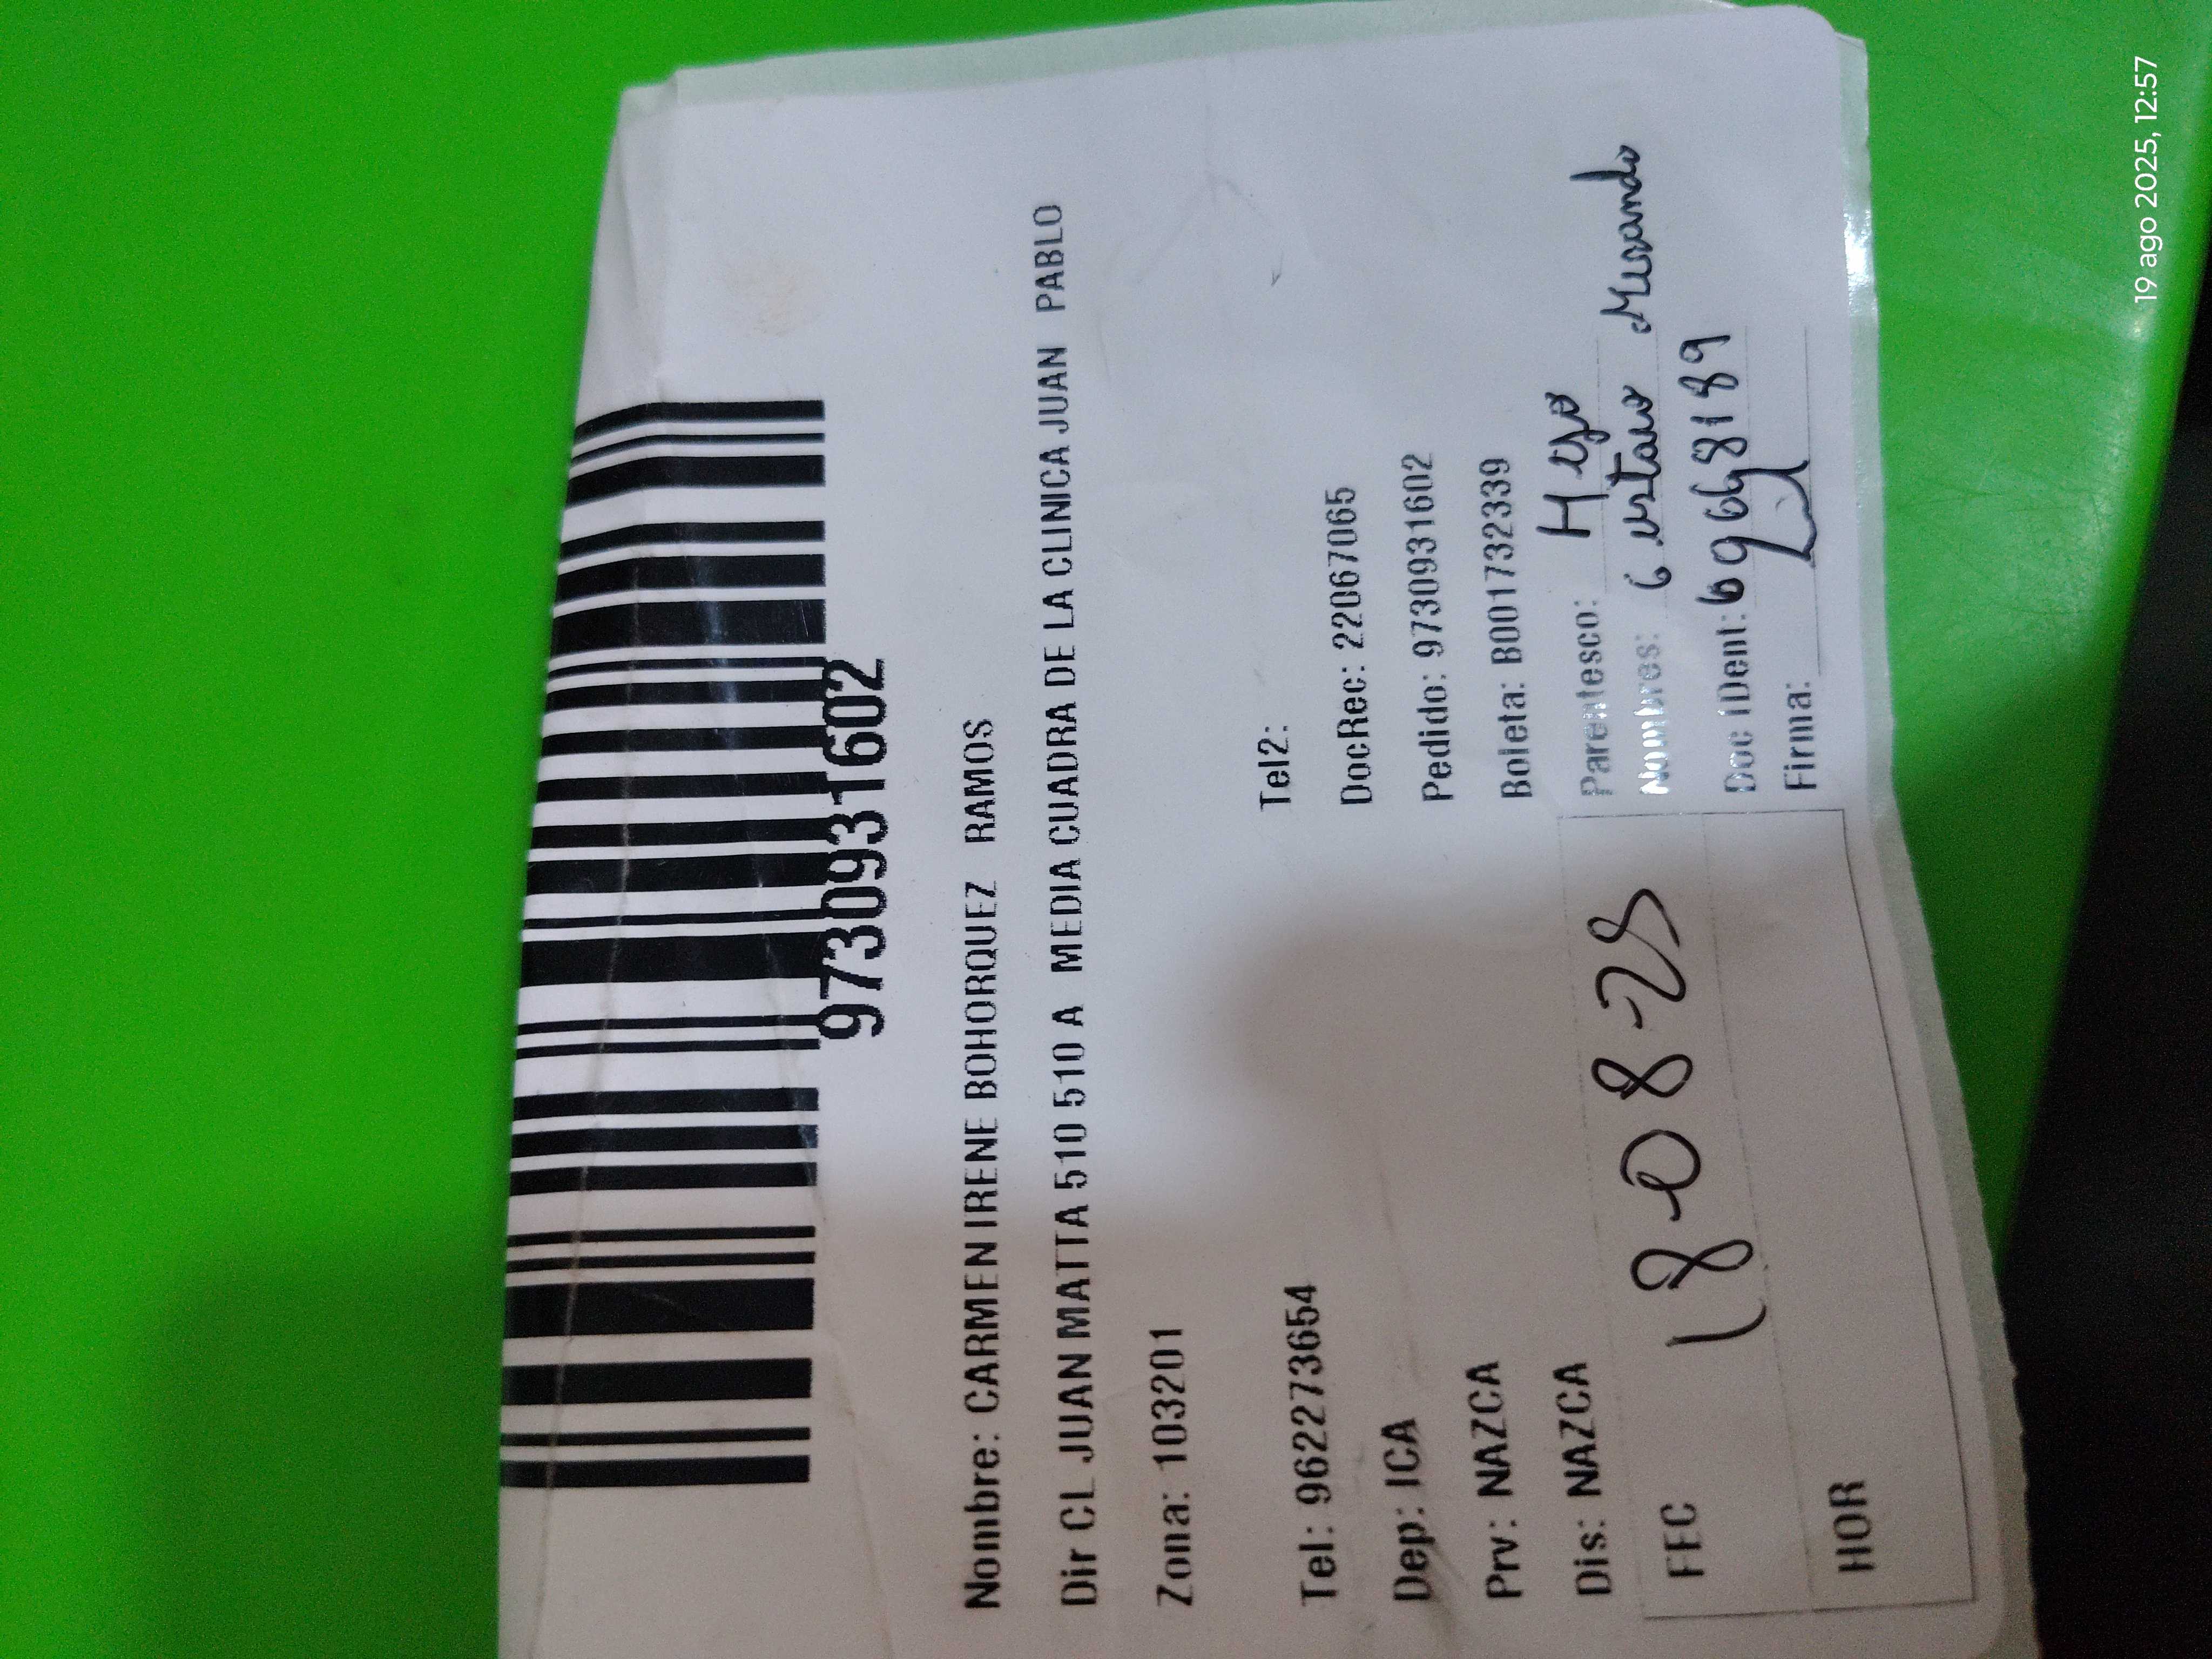 9730931602
Nombre: CARMEN IRENE BOHORQUEZ RAMOS
Dir CL JUAN MATTA 510 510 A MEDIA CUADRA DE LA CLINICA JUAN PABLO
Zona: 103201
Tel: 962273654 Tel2:
Dep: ICA DocRec: 22067065
Prv: NAZCA Pedido: 9730931602
Dis: NAZCA Boleta: B001732339
Parentesco:
Nombres:
Doc IDent:
Firma:
FEC 18-08-25
HOR
19 ago 2025, 12:57